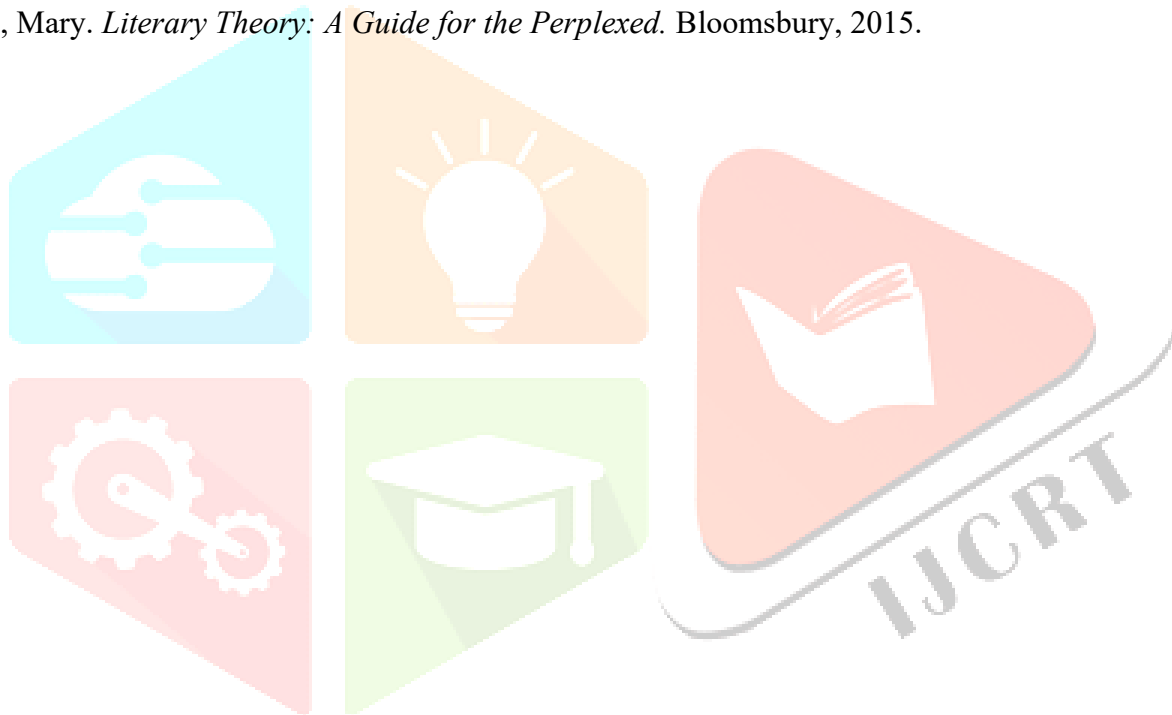 , Mary. Literary Theory: A Guide for the Perplexed. Bloomsbury, 2015.
IJCRT